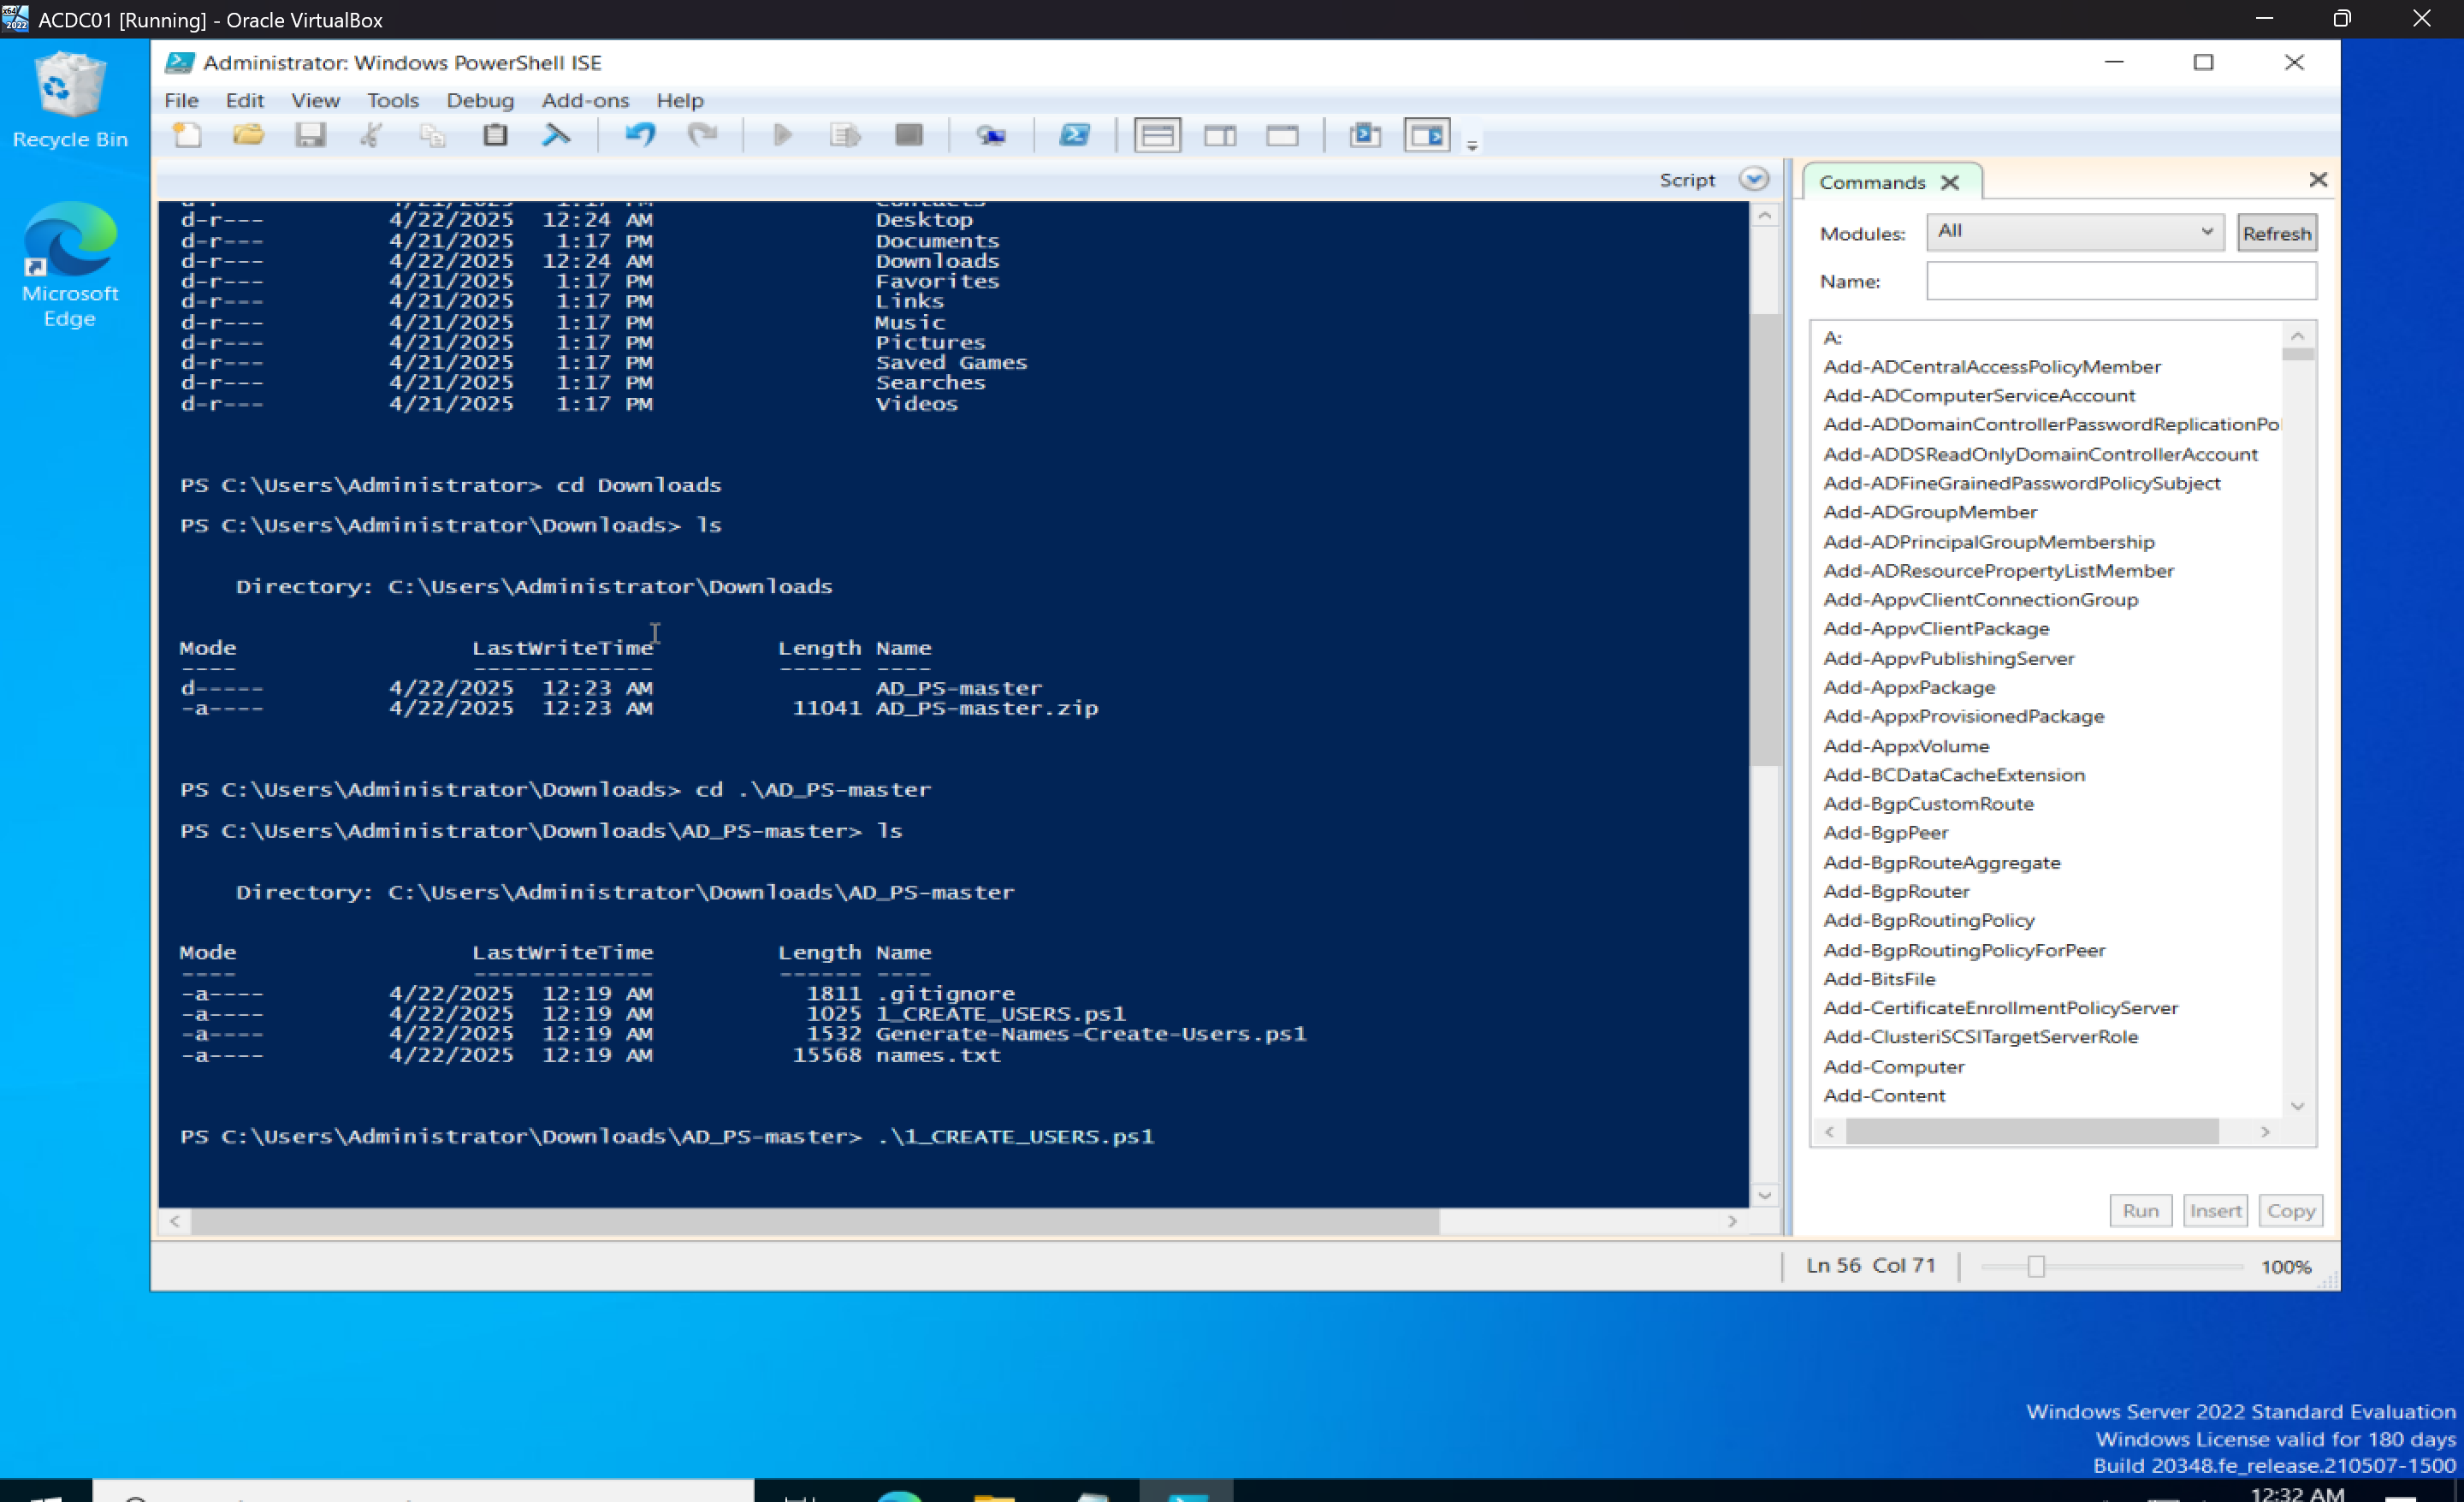 ACDC01 [Running] - Oracle VirtualBox
Recycle Bin
Microsoft
Edge
Administrator: Windows PowerShell ISE
File Edit View Tools Debug Add-ons Help
Script
d-r--- 4/22/2025 12:24 AM Desktop
d-r--- 4/21/2025 1:17 PM Documents
d-r--- 4/22/2025 12:24 AM Downloads
d-r--- 4/21/2025 1:17 PM Favorites
d-r--- 4/21/2025 1:17 PM Links
d-r--- 4/21/2025 1:17 PM Music
d-r--- 4/21/2025 1:17 PM Pictures
d-r--- 4/21/2025 1:17 PM Saved Games
d-r--- 4/21/2025 1:17 PM Searches
d-r--- 4/21/2025 1:17 PM Videos
PS C:\Users\Administrator> cd Downloads
PS C:\Users\Administrator\Downloads> ls
Directory: C:\Users\Administrator\Downloads
Mode LastWriteTime Length Name
---- ------------- ------ ----
d----- 4/22/2025 12:23 AM AD_PS-master
-a---- 4/22/2025 12:23 AM 11041 AD_PS-master.zip
PS C:\Users\Administrator\Downloads> cd .\AD_PS-master
PS C:\Users\Administrator\Downloads\AD_PS-master> ls
Directory: C:\Users\Administrator\Downloads\AD_PS-master
Mode LastWriteTime Length Name
---- ------------- ------ ----
-a---- 4/22/2025 12:19 AM 1811 .gitignore
-a---- 4/22/2025 12:19 AM 1025 1_CREATE_USERS.ps1
-a---- 4/22/2025 12:19 AM 1532 Generate-Names-Create-Users.ps1
-a---- 4/22/2025 12:19 AM 15568 names.txt
PS C:\Users\Administrator\Downloads\AD_PS-master> .\1_CREATE_USERS.ps1
Commands
Modules: All Refresh
Name:
A:
Add-ADCentralAccessPolicyMember
Add-ADComputerServiceAccount
Add-ADDomainControllerPasswordReplicationPol
Add-ADDSReadOnlyDomainControllerAccount
Add-ADFineGrainedPasswordPolicySubject
Add-ADGroupMember
Add-ADPrincipalGroupMembership
Add-ADResourcePropertyListMember
Add-AppvClientConnectionGroup
Add-AppvClientPackage
Add-AppvPublishingServer
Add-AppxPackage
Add-AppxProvisionedPackage
Add-AppxVolume
Add-BCDataCacheExtension
Add-BgpCustomRoute
Add-BgpPeer
Add-BgpRouteAggregate
Add-BgpRouter
Add-BgpRoutingPolicy
Add-BgpRoutingPolicyForPeer
Add-BitsFile
Add-CertificateEnrollmentPolicyServer
Add-ClusteriSCSITargetServerRole
Add-Computer
Add-Content
Run Insert Copy
Ln 56 Col 71 100%
Windows Server 2022 Standard Evaluation
Windows License valid for 180 days
Build 20348.fe_release.210507-1500
12:32 AM